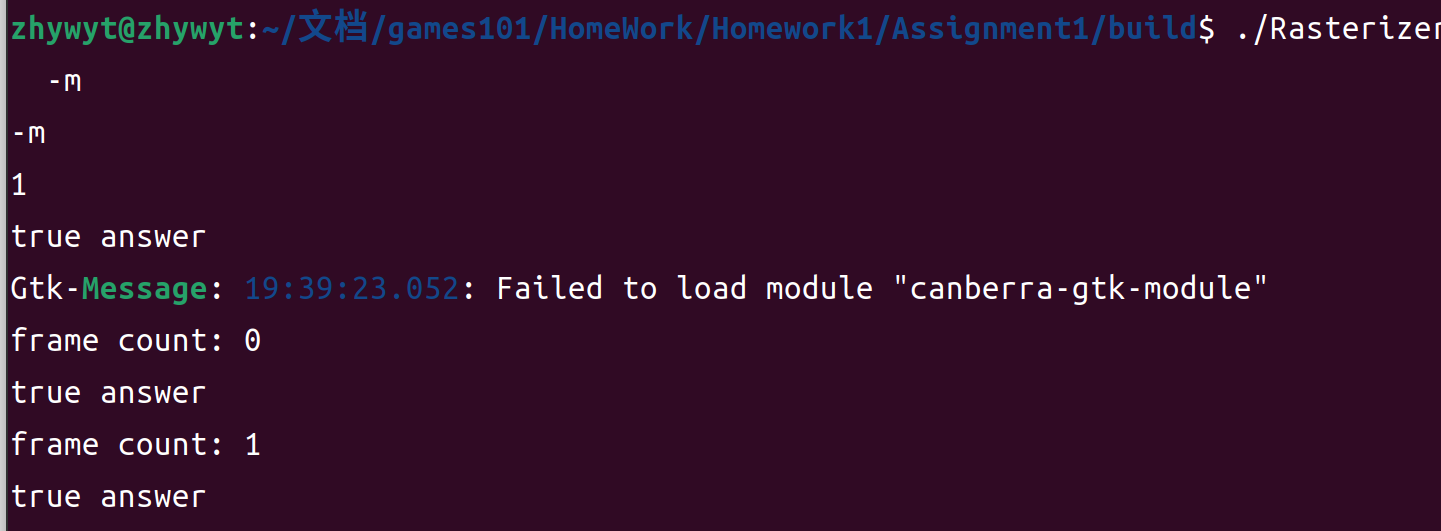 zhywyt@zhywyt:~/文档/games101/HomeWork/Homework1/Assignment1/build$ ./Rasterizer
-m
-m
1
true answer
Gtk-Message: 19:39:23.052: Failed to load module "canberra-gtk-module"
frame count: 0
true answer
frame count: 1
true answer